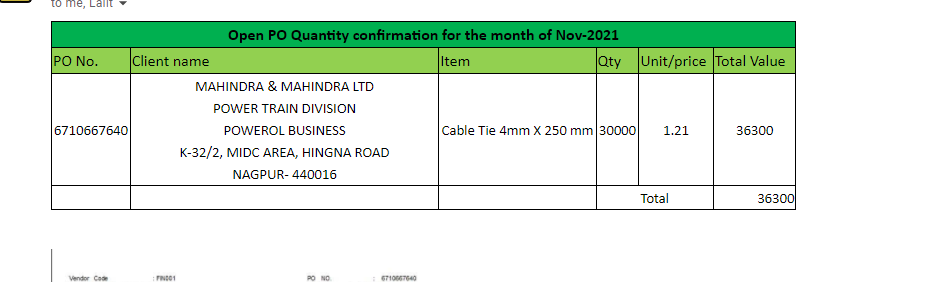 to me, Lalit
Open PO Quantity confirmation for the month of Nov-2021
PO No. Client name Item Qty Unit/price Total Value
MAHINDRA & MAHINDRA LTD
POWER TRAIN DIVISION
6710667640 POWEROL BUSINESS Cable Tie 4mm X 250 mm 30000 1.21 36300
K-32/2, MIDC AREA, HINGNA ROAD
NAGPUR- 440016
Total 36300
Vendor Code : FIN001 PO NO. : 6710667640